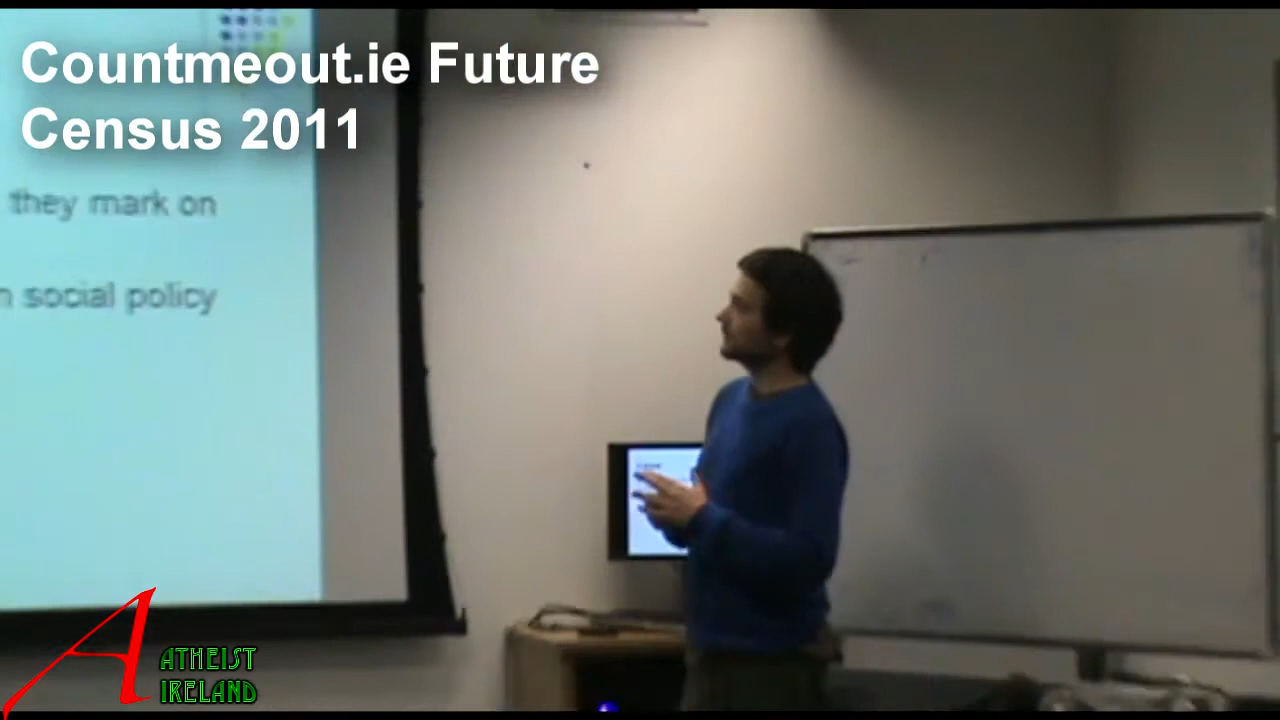 Countmeout.ie Future
Census 2011
they mark on
social policy
ATHEIST
IRELAND